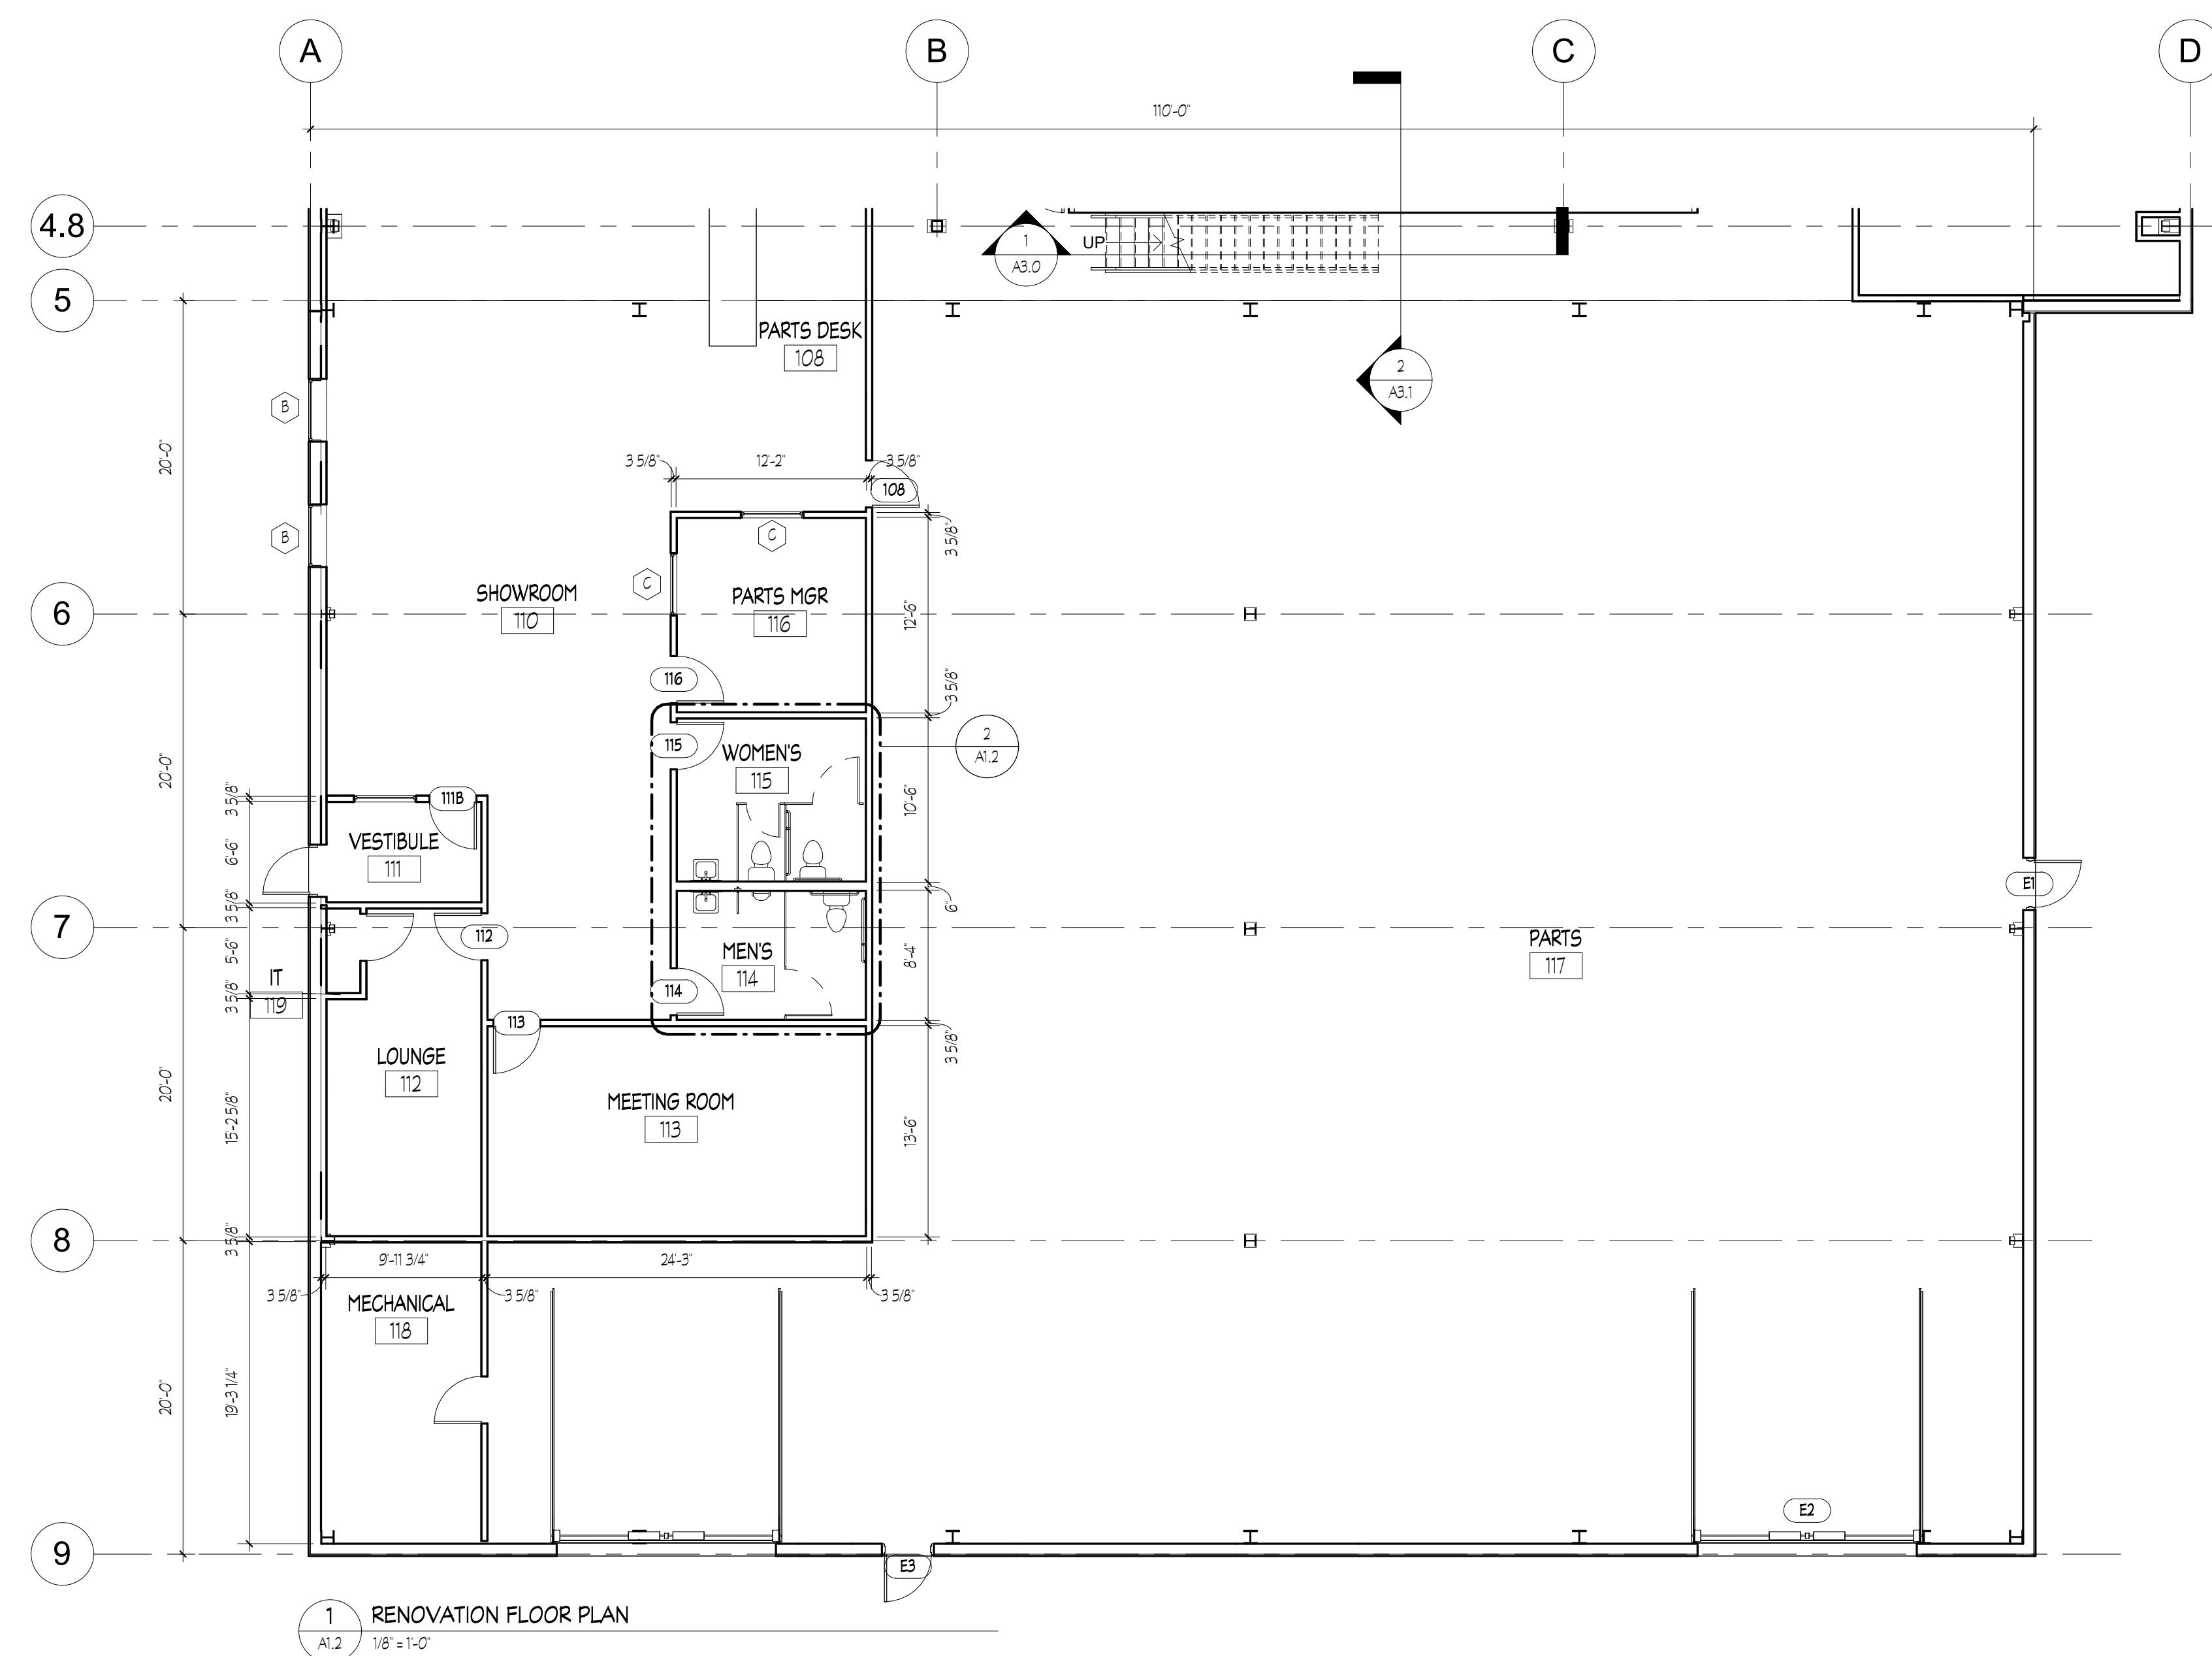 A
B
C
D
110'-0"
4.8
1
A3.0
UP
5
PARTS DESK
108
2
A3.1
B
20'-0"
3 5/8"
12'-2"
3 5/8"
108
B
C
3 5/8"
C
SHOWROOM
110
PARTS MGR
116
12'-6"
6
116
3 5/8"
115
WOMEN'S
115
2
A1.2
20'-0"
3 5/8"
111B
10'-6"
VESTIBULE
111
6'-6"
E1
3 5/8"
6"
7
112
5'-6"
MEN'S
114
8'-4"
PARTS
117
IT
119
3 5/8"
114
113
3 5/8"
LOUNGE
112
20'-0"
15'-2 5/8"
MEETING ROOM
113
13'-6"
8
3 5/8"
9'-11 3/4"
24'-3"
3 5/8"
3 5/8"
3 5/8"
MECHANICAL
118
20'-0"
19'-3 1/4"
E2
9
E3
1
A1.2
RENOVATION FLOOR PLAN
1/8" = 1'-0"